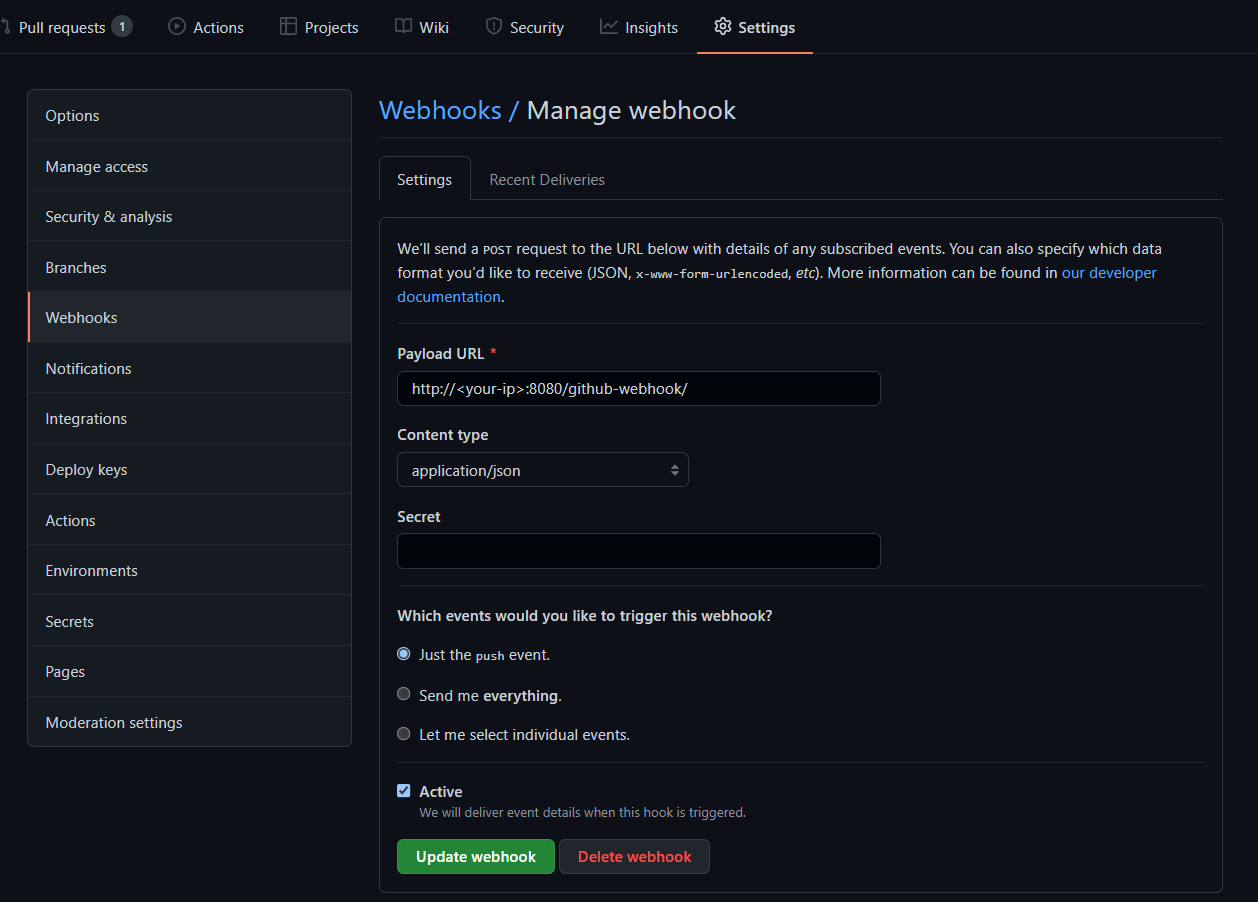 Pull requests 1 Actions Projects Wiki Security Insights Settings
Options
Manage access
Security & analysis
Branches
Webhooks
Notifications
Integrations
Deploy keys
Actions
Environments
Secrets
Pages
Moderation settings
Webhooks / Manage webhook
Settings Recent Deliveries
We’ll send a POST request to the URL below with details of any subscribed events. You can also specify which data
format you’d like to receive (JSON, x-www-form-urlencoded, etc). More information can be found in our developer
documentation.
Payload URL *
http://<your-ip>:8080/github-webhook/
Content type
application/json
Secret
Which events would you like to trigger this webhook?
Just the push event.
Send me everything.
Let me select individual events.
Active
We will deliver event details when this hook is triggered.
Update webhook Delete webhook